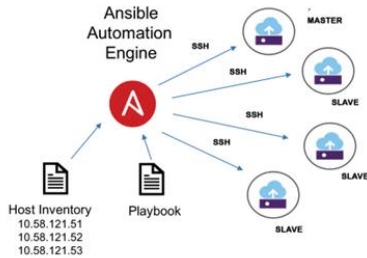 Ansible
Automation
Engine
MASTER
SSH
SSH
SLAVE
SSH
SLAVE
SSH
SLAVE
Host Inventory
10.58.121.51
10.58.121.52
10.58.121.53
Playbook